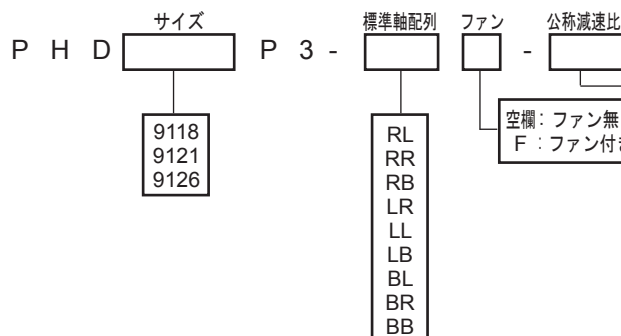 サイズ 標準軸配列 ファン 公称減速比
P H D P 3 - -
9118
9121
9126
空欄：ファン無
F：ファン付き
RL
RR
RB
LR
LL
LB
BL
BR
BB